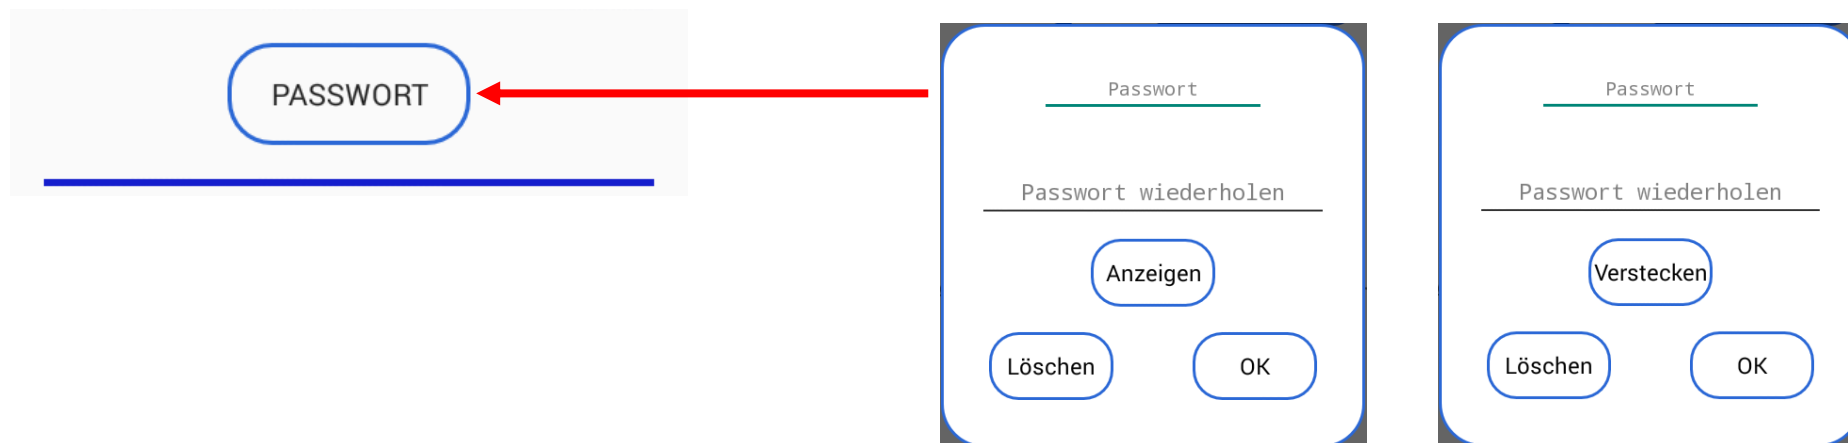 PASSWORT
Passwort
Passwort wiederholen
Anzeigen
Löschen
OK
Passwort
Passwort wiederholen
Verstecken
Löschen
OK